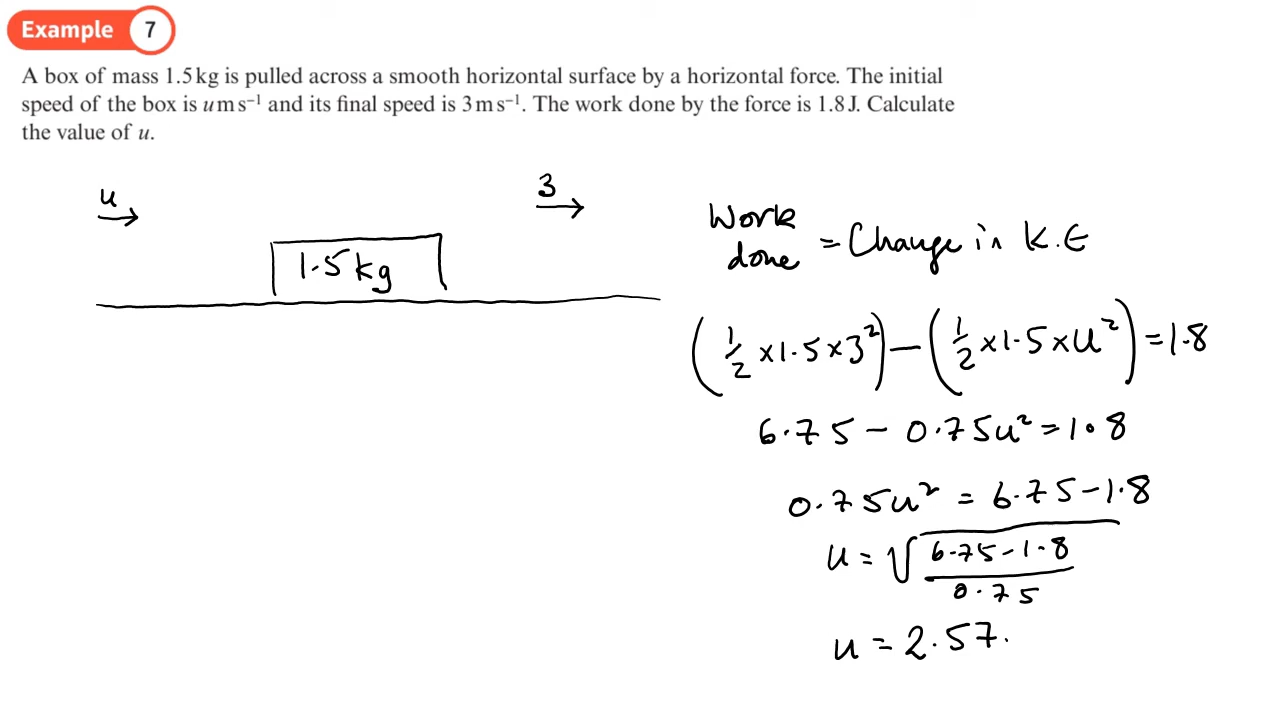 Example 7
A box of mass 1.5 kg is pulled across a smooth horizontal surface by a horizontal force. The initial
speed of the box is u m s⁻¹ and its final speed is 3 m s⁻¹. The work done by the force is 1.8 J. Calculate
the value of u.
u →
3 →
1.5 kg
Work done = Change in K.E
(1/2 × 1.5 × 3²) − (1/2 × 1.5 × u²) = 1.8
6.75 − 0.75u² = 1.8
0.75u² = 6.75 − 1.8
u = √((6.75 − 1.8)/0.75)
u = 2.57.